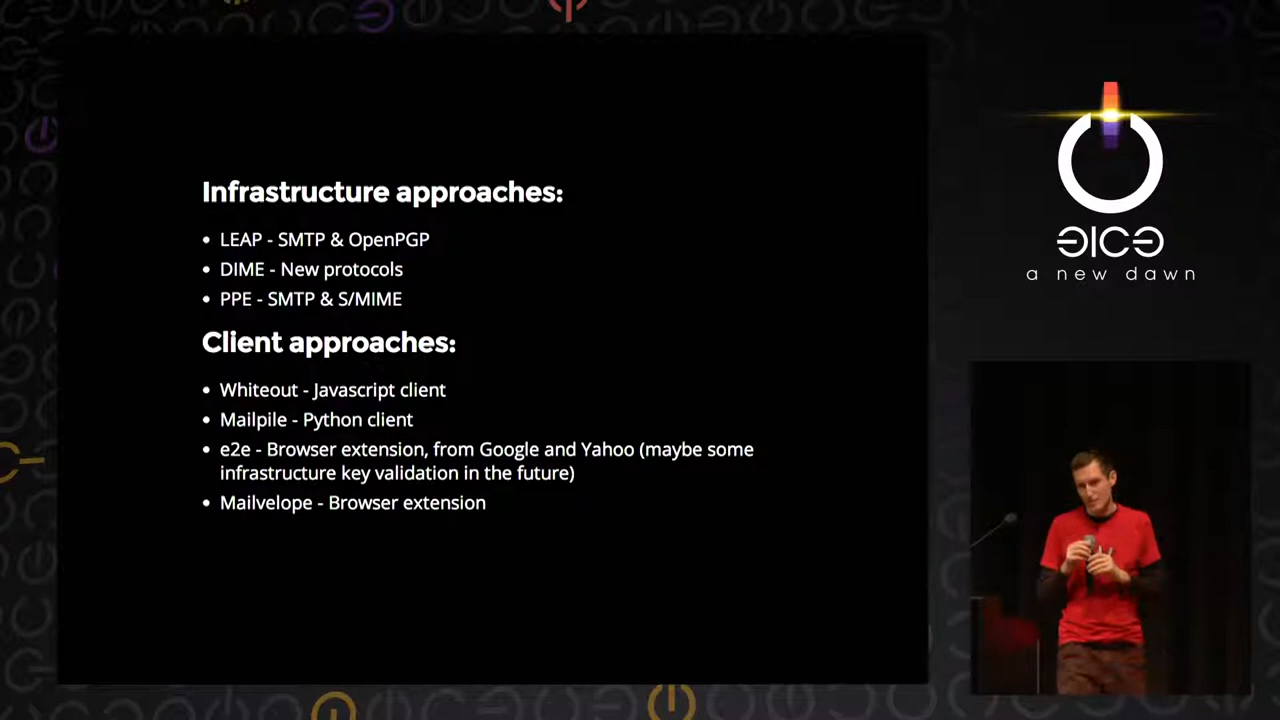 Infrastructure approaches:
• LEAP - SMTP & OpenPGP
• DIME - New protocols
• PPE - SMTP & S/MIME
Client approaches:
• Whiteout - Javascript client
• Mailpile - Python client
• e2e - Browser extension, from Google and Yahoo (maybe some
infrastructure key validation in the future)
• Mailvelope - Browser extension
a new dawn